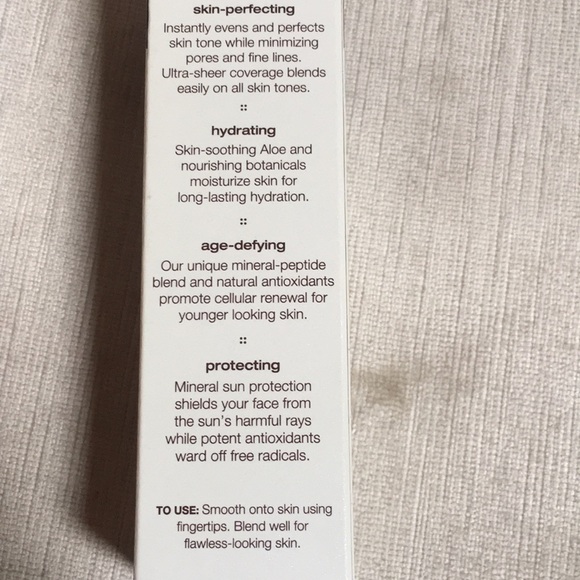 skin-perfecting
Instantly evens and perfects
skin tone while minimizing
pores and fine lines.
Ultra-sheer coverage blends
easily on all skin tones.
::
hydrating
Skin-soothing Aloe and
nourishing botanicals
moisturize skin for
long-lasting hydration.
::
age-defying
Our unique mineral-peptide
blend and natural antioxidants
promote cellular renewal for
younger looking skin.
::
protecting
Mineral sun protection
shields your face from
the sun's harmful rays
while potent antioxidants
ward off free radicals.
TO USE: Smooth onto skin using
fingertips. Blend well for
flawless-looking skin.